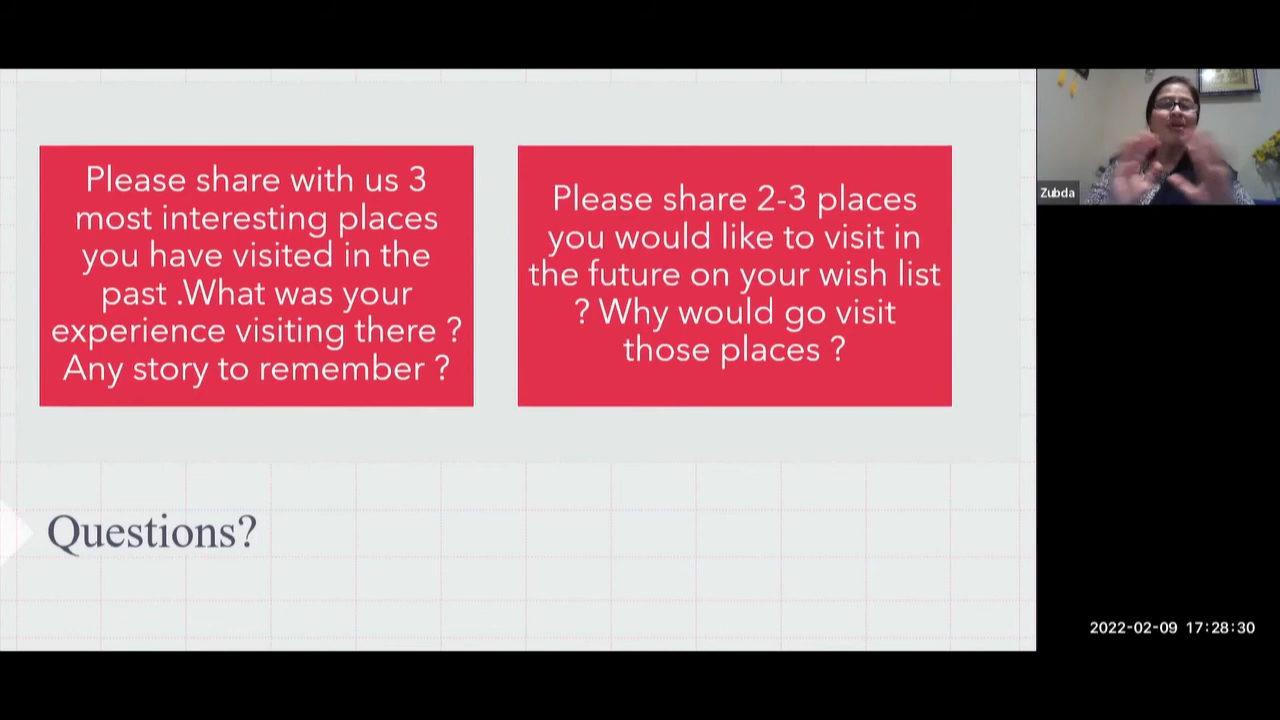 Please share with us 3
most interesting places
you have visited in the
past .What was your
experience visiting there ?
Any story to remember ?
Please share 2-3 places
you would like to visit in
the future on your wish list
? Why would go visit
those places ?
Questions?
Zubda
2022-02-09 17:28:30